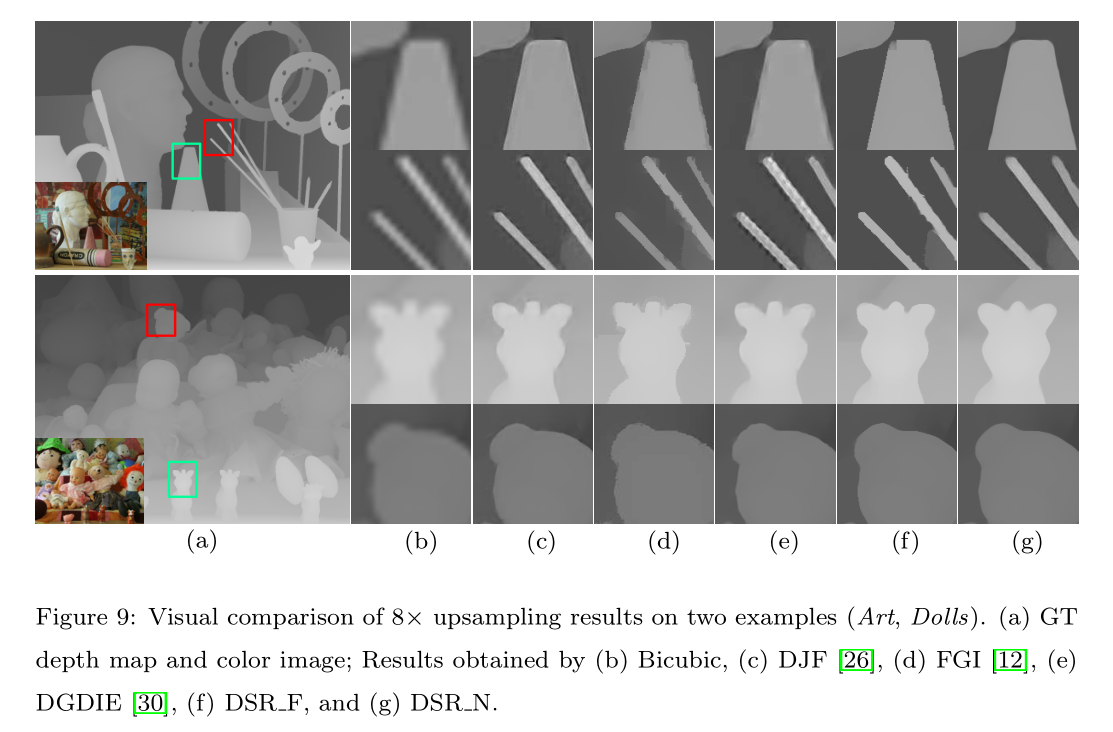 (a) (b) (c) (d) (e) (f) (g)
Figure 9: Visual comparison of 8× upsampling results on two examples (Art, Dolls). (a) GT
depth map and color image; Results obtained by (b) Bicubic, (c) DJF [26], (d) FGI [12], (e)
DGDIE [30], (f) DSR_F, and (g) DSR_N.